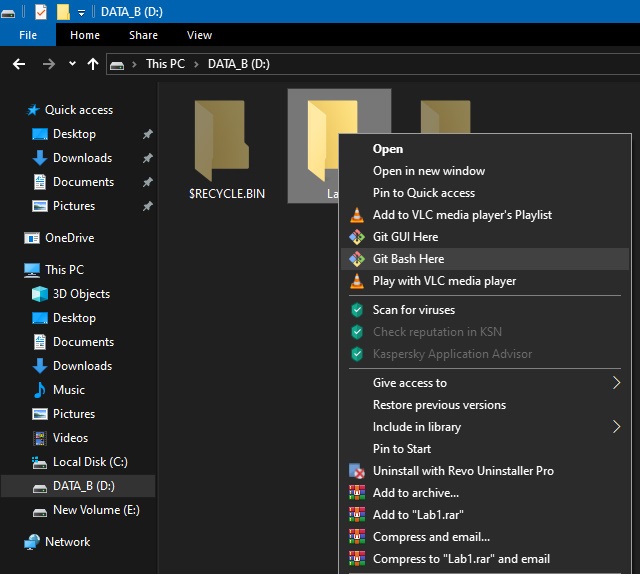 DATA_B (D:)
File
Home
Share
View
This PC
DATA_B (D:)
Quick access
Desktop
Downloads
Documents
Pictures
OneDrive
This PC
3D Objects
Desktop
Documents
Downloads
Music
Pictures
Videos
Local Disk (C:)
DATA_B (D:)
New Volume (E:)
Network
$RECYCLE.BIN
La
Open
Open in new window
Pin to Quick access
Add to VLC media player's Playlist
Git GUI Here
Git Bash Here
Play with VLC media player
Scan for viruses
Check reputation in KSN
Kaspersky Application Advisor
Give access to
Restore previous versions
Include in library
Pin to Start
Uninstall with Revo Uninstaller Pro
Add to archive...
Add to "Lab1.rar"
Compress and email...
Compress to "Lab1.rar" and email